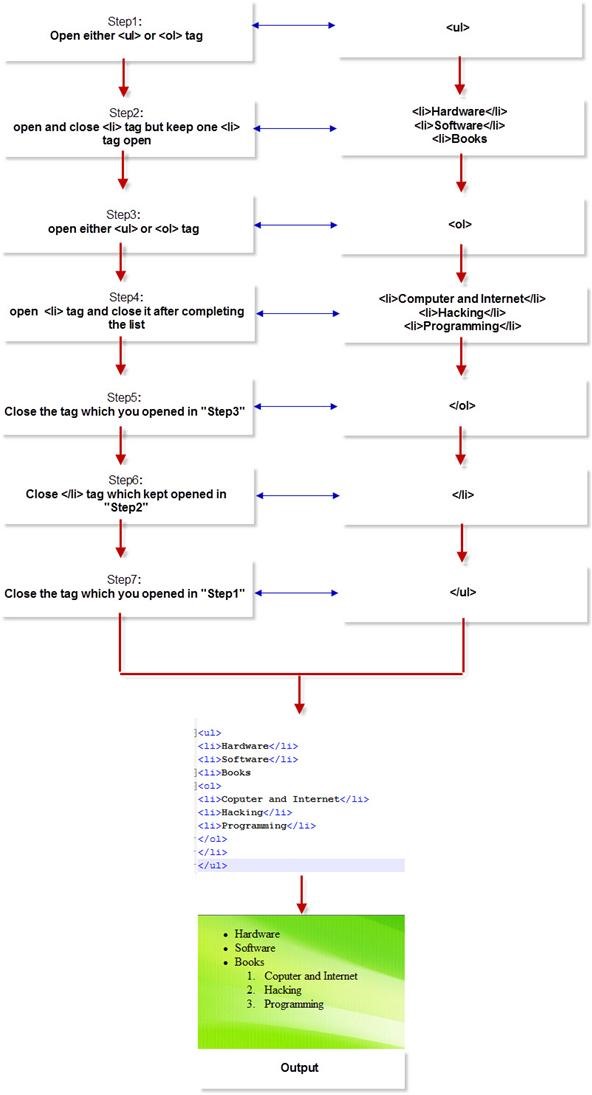 Step1:
Open either <ul> or <ol> tag
<ul>
Step2:
open and close <li> tag but keep one <li>
tag open
<li>Hardware</li>
<li>Software</li>
<li>Books
Step3:
open either <ul> or <ol> tag
<ol>
Step4:
open <li> tag and close it after completing
the list
<li>Computer and Internet</li>
<li>Hacking</li>
<li>Programming</li>
Step5:
Close the tag which you opened in "Step3"
</ol>
Step6:
Close </li> tag which kept opened in
"Step2"
</li>
Step7:
Close the tag which you opened in "Step1"
</ul>
<ul>
<li>Hardware</li>
<li>Software</li>
<li>Books
<ol>
<li>Coputer and Internet</li>
<li>Hacking</li>
<li>Programming</li>
</ol>
</li>
</ul>
• Hardware
• Software
• Books
1. Coputer and Internet
2. Hacking
3. Programming
Output